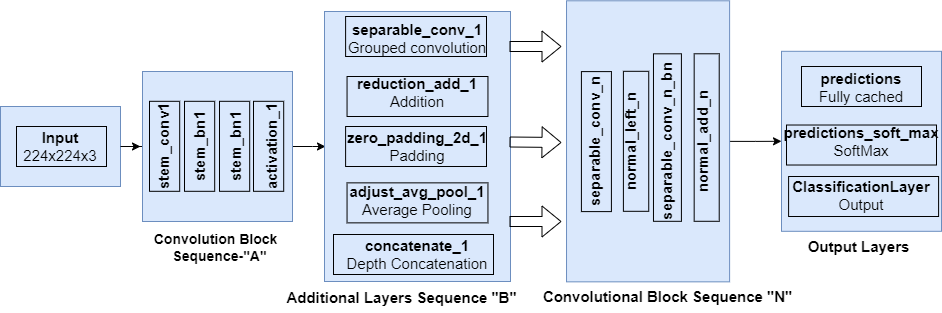 Input
224x224x3
stem_conv1
stem_bn1
stem_bn1
activation_1
Convolution Block
Sequence-"A"
separable_conv_1
Grouped convolution
reduction_add_1
Addition
zero_padding_2d_1
Padding
adjust_avg_pool_1
Average Pooling
concatenate_1
Depth Concatenation
Additional Layers Sequence "B"
separable_conv_n
normal_left_n
separable_conv_n_bn
normal_add_n
Convolutional Block Sequence "N"
predictions
Fully cached
predictions_soft_max
SoftMax
ClassificationLayer
Output
Output Layers